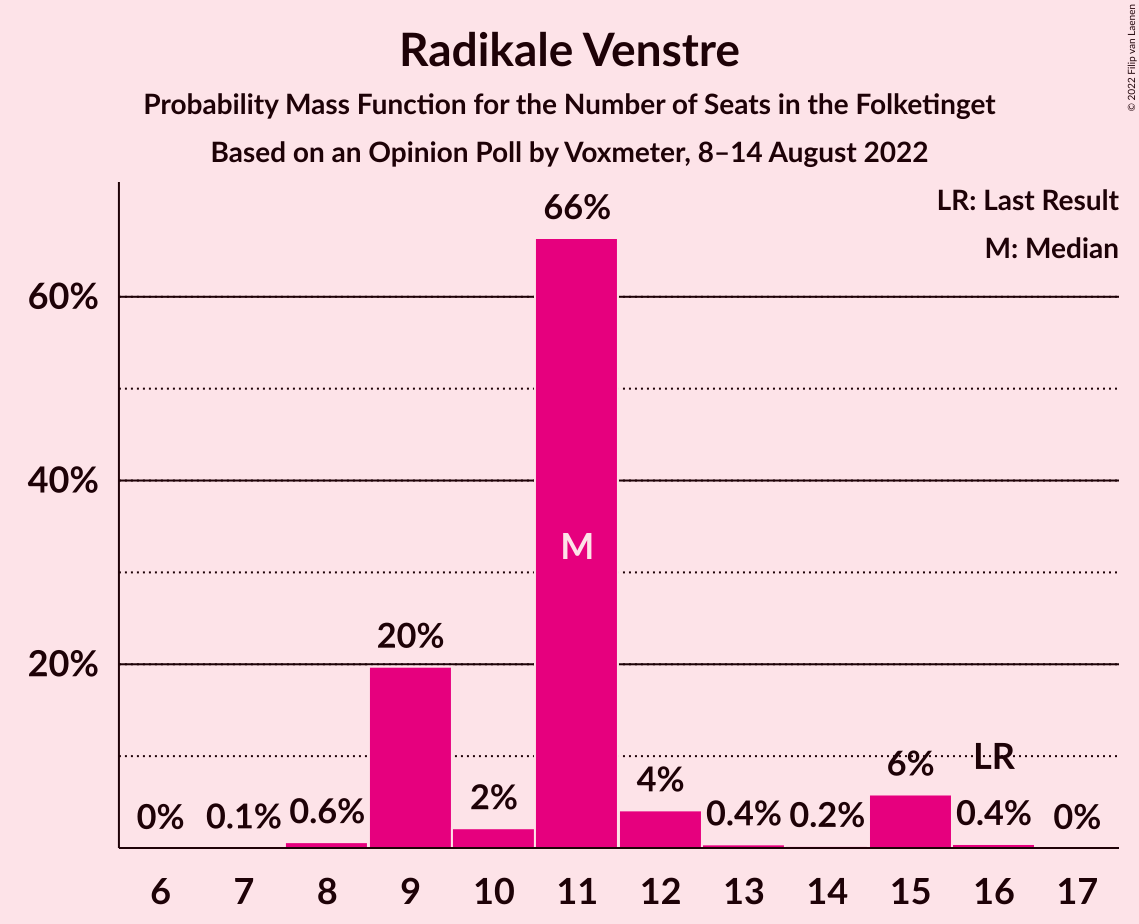 Radikale Venstre
Probability Mass Function for the Number of Seats in the Folketinget
Based on an Opinion Poll by Voxmeter, 8–14 August 2022
© 2022 Filip van Laenen
LR: Last Result
M: Median
60%
40%
20%
0%
0.1%
0.6%
20%
2%
66%
M
4%
0.4%
0.2%
6%
LR
0.4%
0%
6 7 8 9 10 11 12 13 14 15 16 17